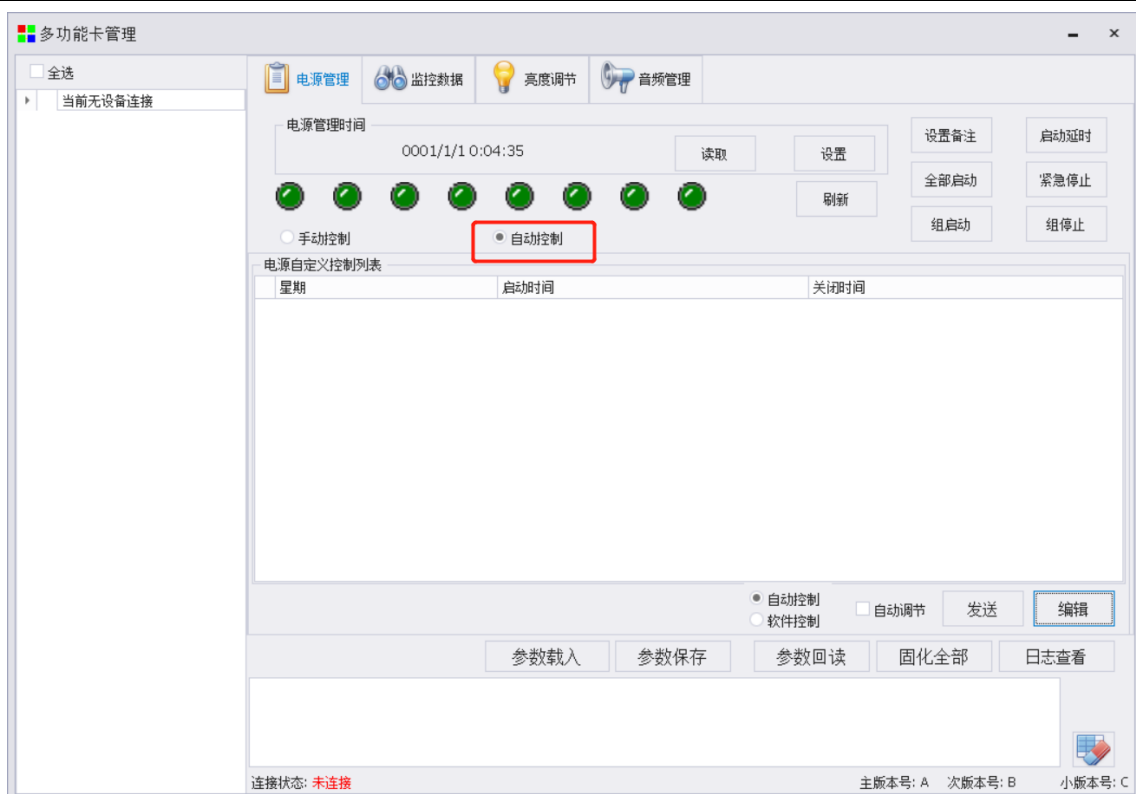 多功能卡管理
全选
当前无设备连接
电源管理 监控数据 亮度调节 音频管理
电源管理时间
0001/1/1 0:04:35 读取 设置
设置备注 启动延时
刷新
全部启动 紧急停止
组启动 组停止
手动控制 自动控制
电源自定义控制列表
星期 启动时间 关闭时间
自动控制
软件控制
自动调节 发送 编辑
参数载入 参数保存 参数回读 固化全部 日志查看
连接状态: 未连接 主版本号: A 次版本号: B 小版本号: C